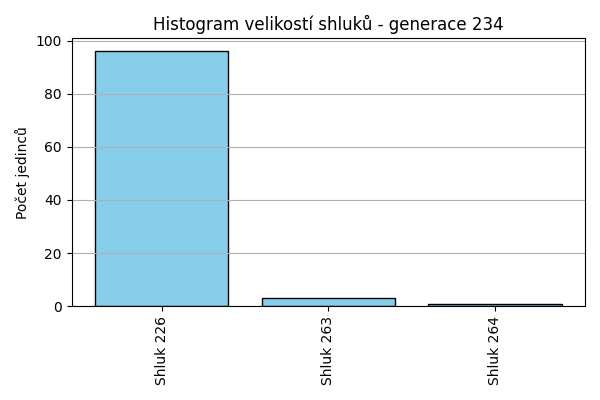 Histogram velikostí shluků - generace 234
Počet jedinců
100
80
60
40
20
0
Shluk 226
Shluk 263
Shluk 264